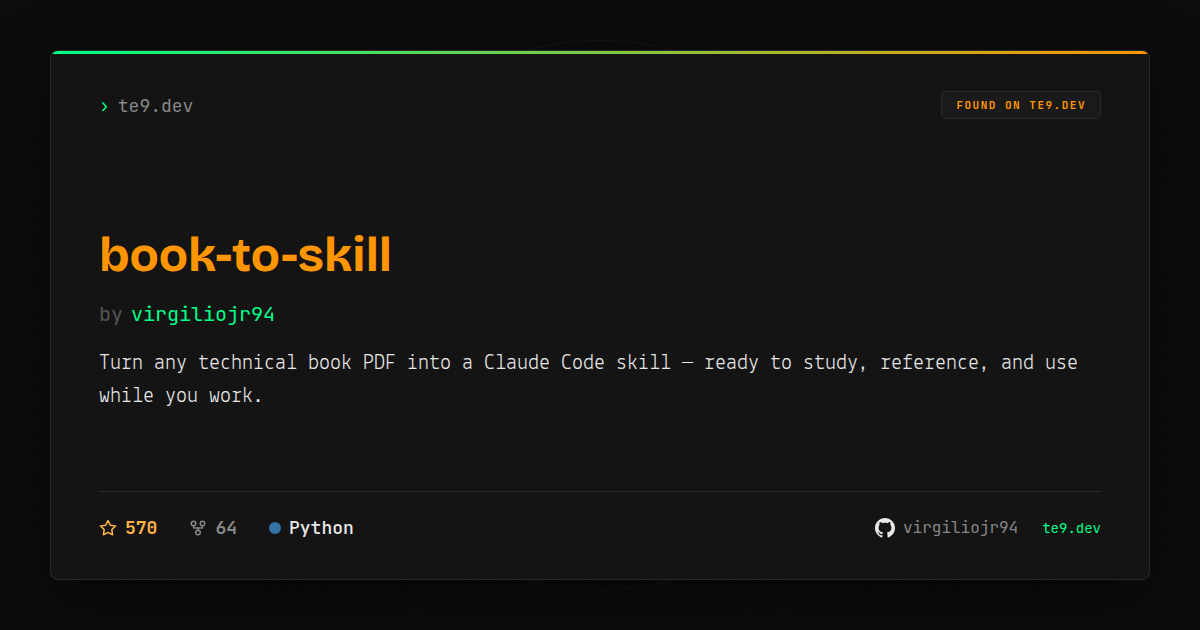 › te9.dev
FOUND ON TE9.DEV
book-to-skill
by virgiliojr94
Turn any technical book PDF into a Claude Code skill — ready to study, reference, and use
while you work.
570 64 Python
virgiliojr94 te9.dev